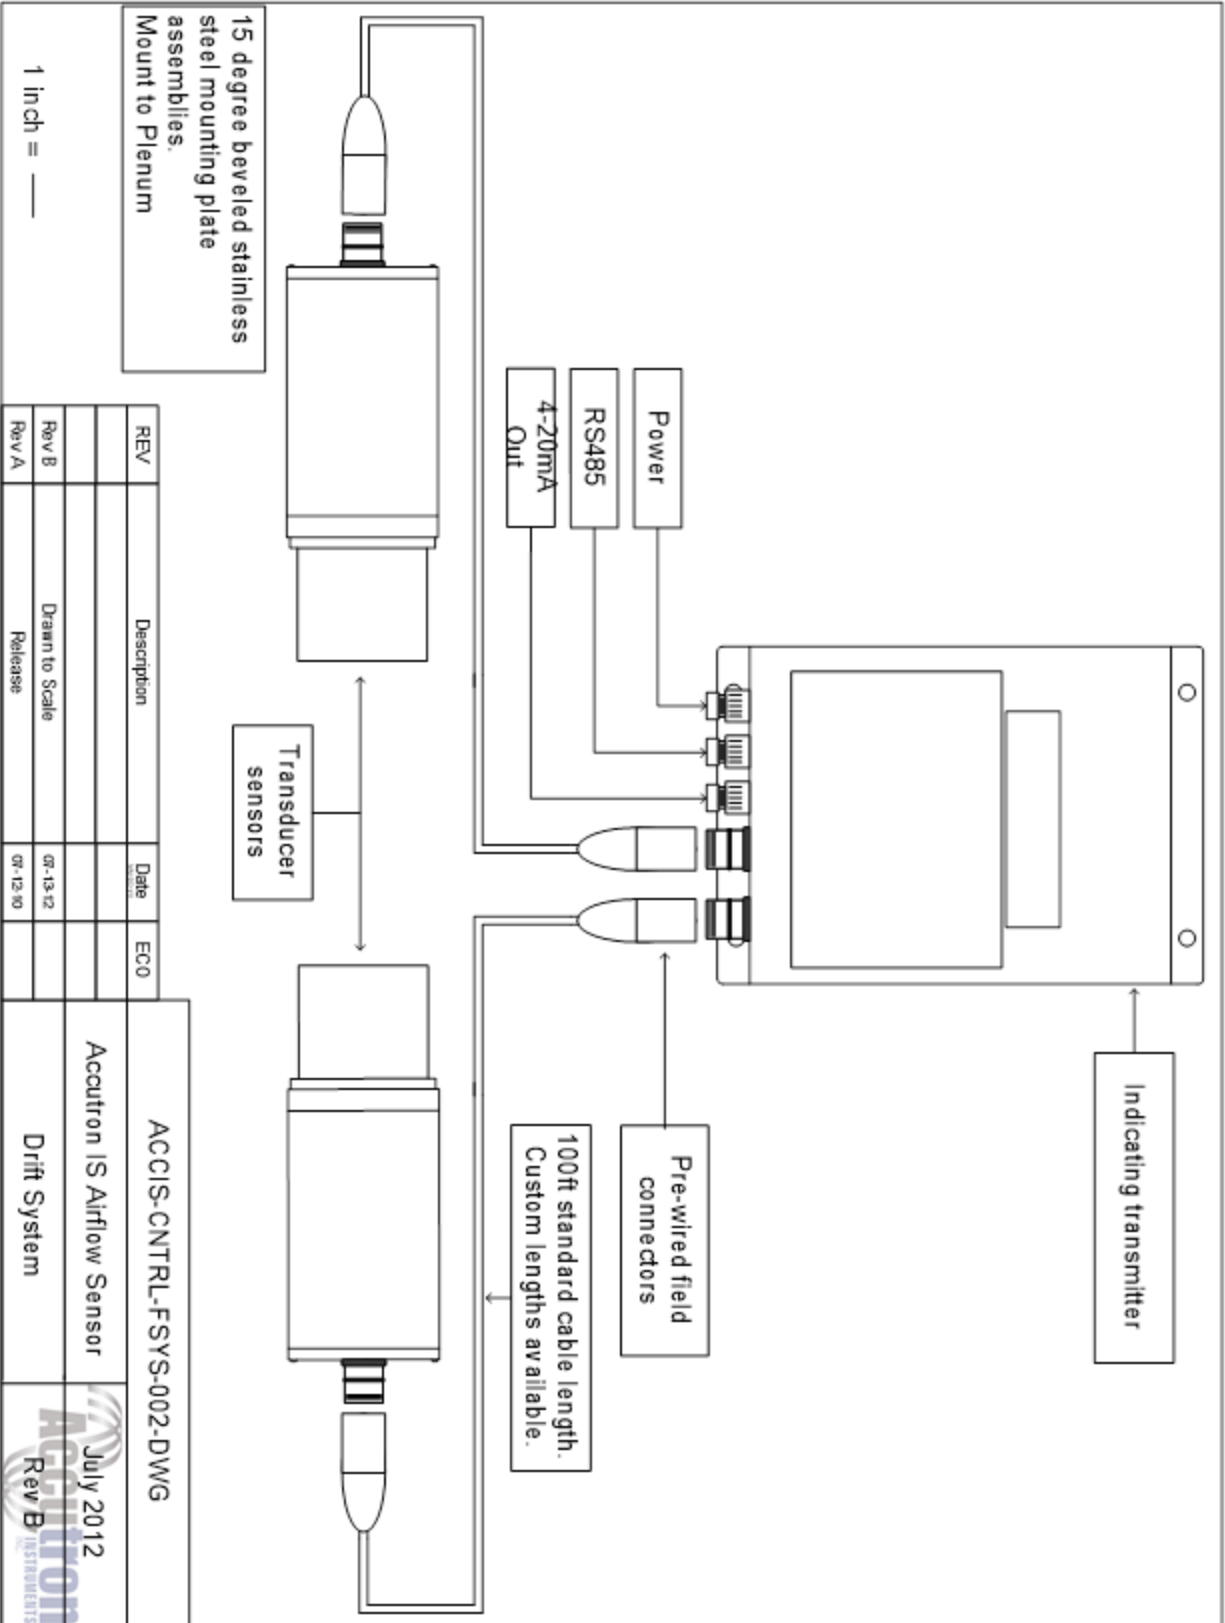 Indicating transmitter
Power
RS485
4-20mA
Out
Pre-wired field
connectors
100ft standard cable length.
Custom lengths available.
Transducer
sensors
15 degree beveled stainless
steel mounting plate
assemblies.
Mount to Plenum
1 inch =
REV Description Date ECO
Rev B Drawn to Scale 07-13-12
Rev A Release 07-12-10
ACCIS-CNTRL-FSYS-002-DWG
Accutron IS Airflow Sensor
July 2012
Drift System
Rev B
Accutron
INSTRUMENTS
INC.